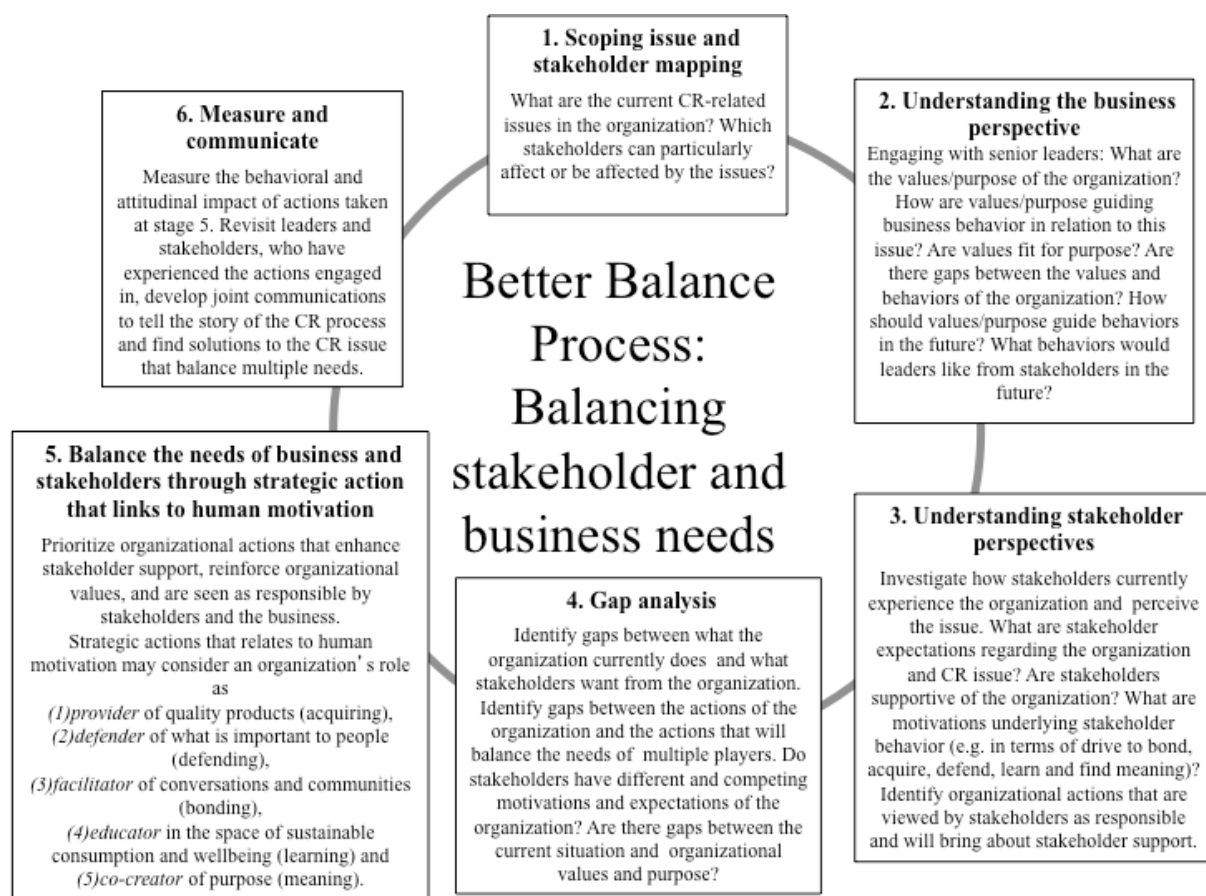 1. Scoping issue and
stakeholder mapping
What are the current CR-related
issues in the organization? Which
stakeholders can particularly
affect or be affected by the issues?
2. Understanding the business
perspective
Engaging with senior leaders: What are
the values/purpose of the organization?
How are values/purpose guiding
business behavior in relation to this
issue? Are values fit for purpose? Are
there gaps between the values and
behaviors of the organization? How
should values/purpose guide behaviors
in the future? What behaviors would
leaders like from stakeholders in the
future?
3. Understanding stakeholder
perspectives
Investigate how stakeholders currently
experience the organization and perceive
the issue. What are stakeholder
expectations regarding the organization
and CR issue? Are stakeholders
supportive of the organization? What are
motivations underlying stakeholder
behavior (e.g. in terms of drive to bond,
acquire, defend, learn and find meaning)?
Identify organizational actions that are
viewed by stakeholders as responsible
and will bring about stakeholder support.
4. Gap analysis
Identify gaps between what the
organization currently does and what
stakeholders want from the organization.
Identify gaps between the actions of the
organization and the actions that will
balance the needs of multiple players. Do
stakeholders have different and competing
motivations and expectations of the
organization? Are there gaps between the
current situation and organizational
values and purpose?
5. Balance the needs of business and
stakeholders through strategic action
that links to human motivation
Prioritize organizational actions that enhance
stakeholder support, reinforce organizational
values, and are seen as responsible by
stakeholders and the business.
Strategic actions that relates to human
motivation may consider an organization's role
as
(1)provider of quality products (acquiring),
(2)defender of what is important to people
(defending),
(3)facilitator of conversations and communities
(bonding),
(4)educator in the space of sustainable
consumption and wellbeing (learning) and
(5)co-creator of purpose (meaning).
6. Measure and
communicate
Measure the behavioral and
attitudinal impact of actions taken
at stage 5. Revisit leaders and
stakeholders, who have
experienced the actions engaged
in, develop joint communications
to tell the story of the CR process
and find solutions to the CR issue
that balance multiple needs.
Better Balance
Process:
Balancing
stakeholder and
business needs